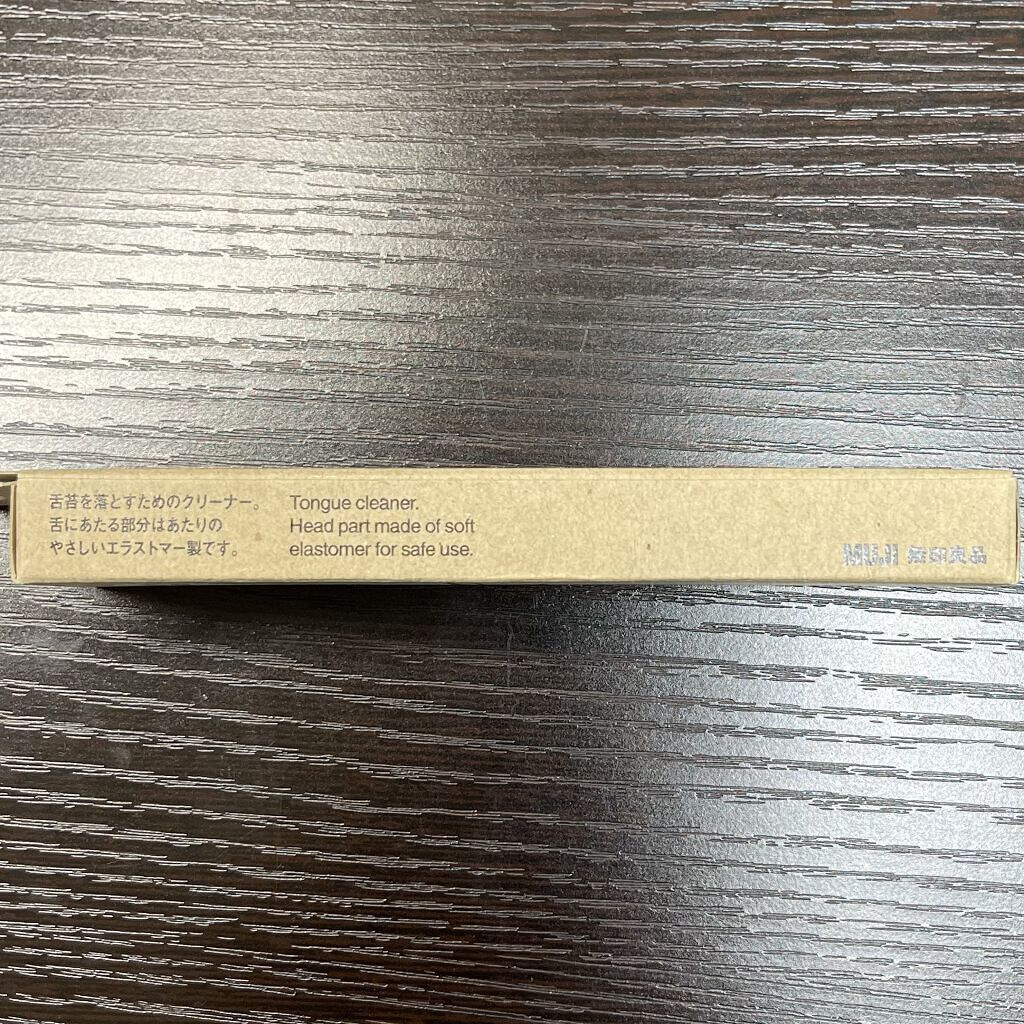 舌苔を落とすためのクリーナー。
舌にあたる部分はあたりの
やさしいエラストマー製です。
Tongue cleaner.
Head part made of soft
elastomer for safe use.
MUJI 無印良品